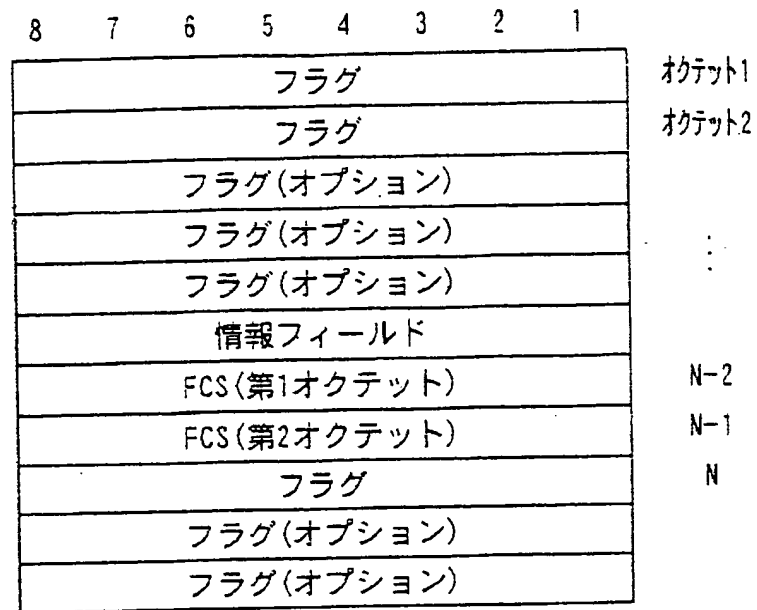 8 7 6 5 4 3 2 1
フラグ オクテット1
フラグ オクテット2
フラグ(オプション)
フラグ(オプション)
フラグ(オプション)
情報フィールド
FCS(第1オクテット) N-2
FCS(第2オクテット) N-1
フラグ N
フラグ(オプション)
フラグ(オプション)